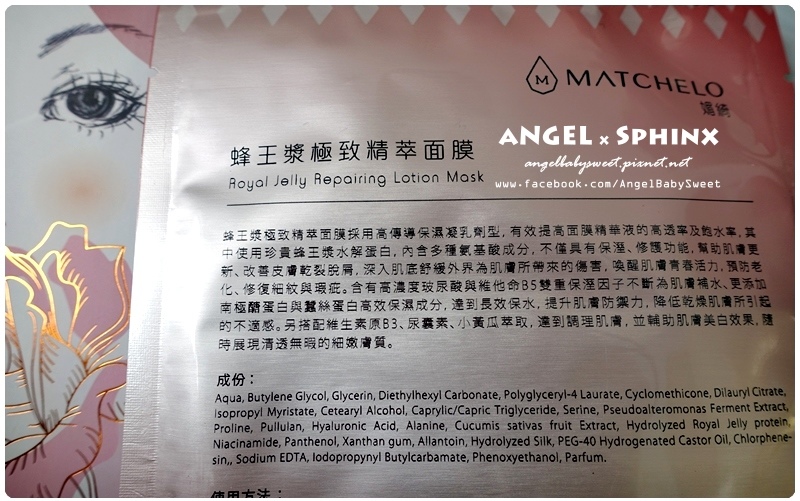 MATCHELO
嬌綺
ANGEL x SPHINX
angelbabysweet.pixnet.net
www.facebook.com/AngelBabySweet
蜂王漿極致精萃面膜
Royal Jelly Repairing Lotion Mask
蜂王漿極致精萃面膜採用高傳導保濕凝乳劑型, 有效提高面膜精華液的高透率及飽水率, 其
中使用珍貴蜂王漿水解蛋白, 內含多種氨基酸成分, 不僅具有保溼、修護功能, 幫助肌膚更
新、改善皮膚乾裂脫屑, 深入肌底舒緩外界為肌膚所帶來的傷害, 喚醒肌膚青春活力, 預防老
化、修復細紋與瑕疵。含有高濃度玻尿酸與維他命B5雙重保溼因子不斷為肌膚補水、更添加
南極醣蛋白與蠶絲蛋白高效保濕成分, 達到長效保水, 提升肌膚防禦力, 降低乾燥肌膚所引起
的不適感。另搭配維生素原B3、尿囊素、小黃瓜萃取, 達到調理肌膚, 並輔助肌膚美白效果, 隨
時展現清透無暇的細嫩膚質。
成份：
Aqua, Butylene Glycol, Glycerin, Diethylhexyl Carbonate, Polyglyceryl-4 Laurate, Cyclomethicone, Dilauryl Citrate,
Isopropyl Myristate, Cetearyl Alcohol, Caprylic/Capric Triglyceride, Serine, Pseudoalteromonas Ferment Extract,
Proline, Pullulan, Hyaluronic Acid, Alanine, Cucumis sativas fruit Extract, Hydrolyzed Royal Jelly protein,
Niacinamide, Panthenol, Xanthan gum, Allantoin, Hydrolyzed Silk, PEG-40 Hydrogenated Castor Oil, Chlorphene-
sin,, Sodium EDTA, Iodopropynyl Butylcarbamate, Phenoxyethanol, Parfum.
使用方法：